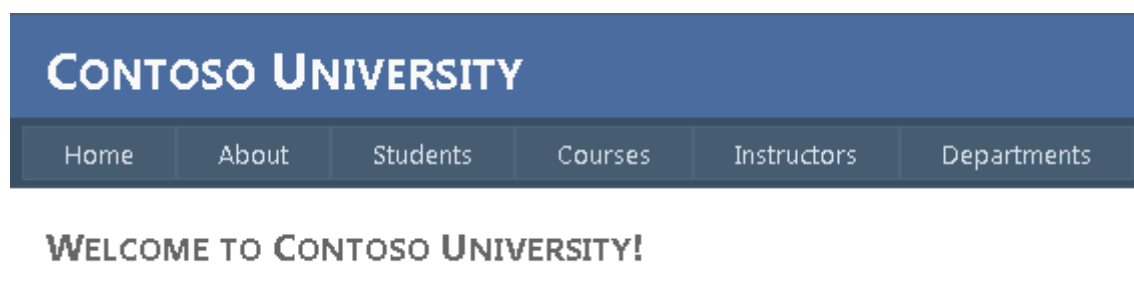 Contoso University
Home About Students Courses Instructors Departments
Welcome to Contoso University!